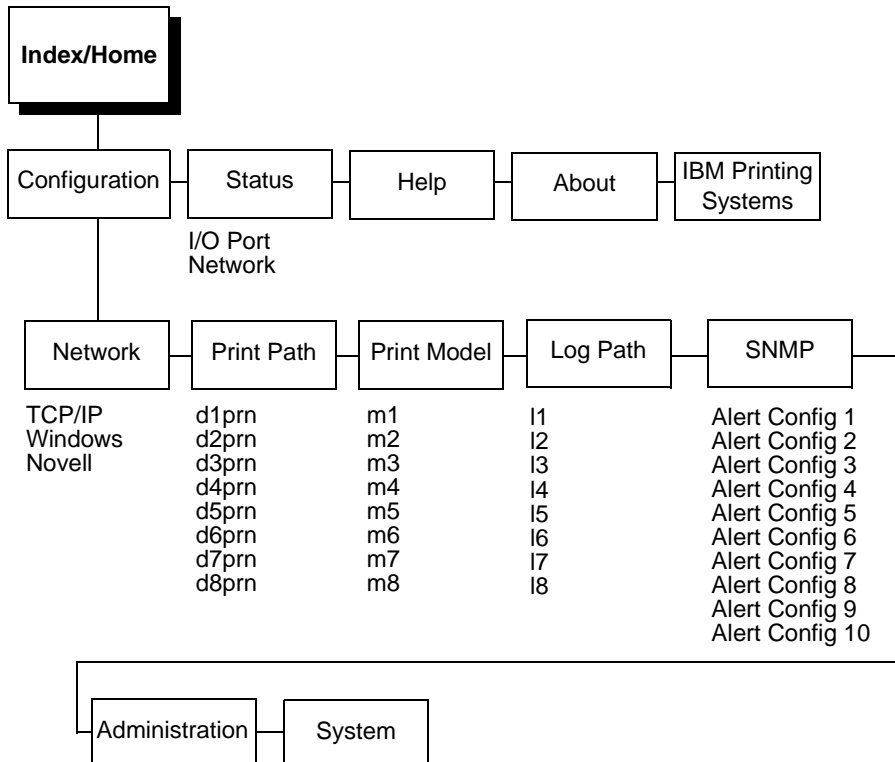 Index/Home
Configuration
Status
Help
About
IBM Printing
Systems
I/O Port
Network
Network
Print Path
Print Model
Log Path
SNMP
TCP/IP
Windows
Novell
d1prn
d2prn
d3prn
d4prn
d5prn
d6prn
d7prn
d8prn
m1
m2
m3
m4
m5
m6
m7
m8
l1
l2
l3
l4
l5
l6
l7
l8
Alert Config 1
Alert Config 2
Alert Config 3
Alert Config 4
Alert Config 5
Alert Config 6
Alert Config 7
Alert Config 8
Alert Config 9
Alert Config 10
Administration
System